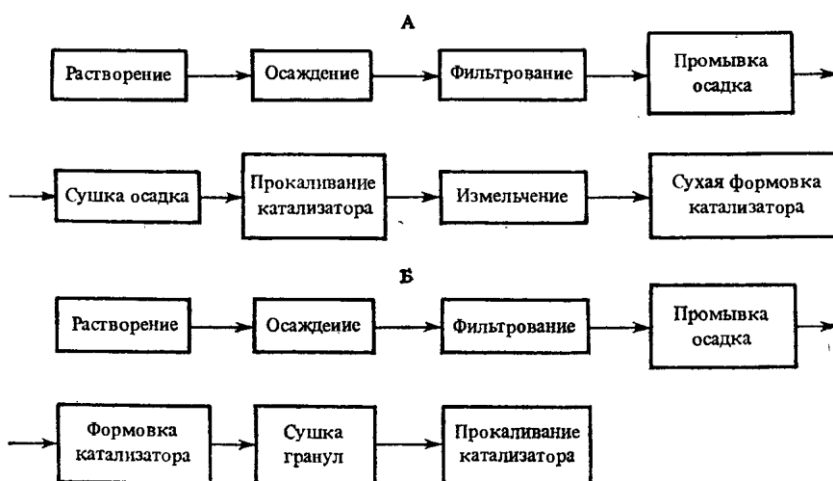 А
Растворение
Осаждение
Фильтрование
Промывка
осадка
Сушка осадка
Прокаливание
катализатора
Измельчение
Сухая формовка
катализатора
Б
Растворение
Осаждение
Фильтрование
Промывка
осадка
Формовка
катализатора
Сушка
гранул
Прокаливание
катализатора